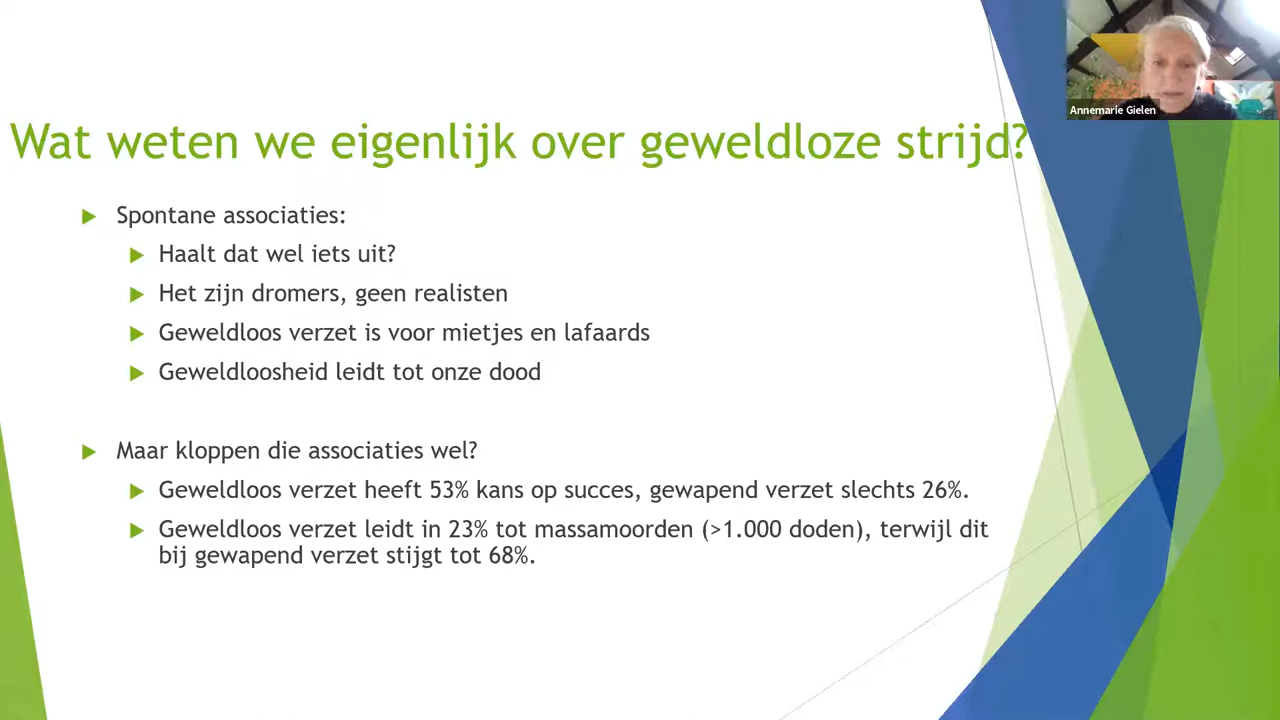 Annemarie Gielen
Wat weten we eigenlijk over geweldloze strijd?
Spontane associaties:
Haalt dat wel iets uit?
Het zijn dromers, geen realisten
Geweldloos verzet is voor mietjes en lafaards
Geweldloosheid leidt tot onze dood
Maar kloppen die associaties wel?
Geweldloos verzet heeft 53% kans op succes, gewapend verzet slechts 26%.
Geweldloos verzet leidt in 23% tot massamoorden (>1.000 doden), terwijl dit
bij gewapend verzet stijgt tot 68%.